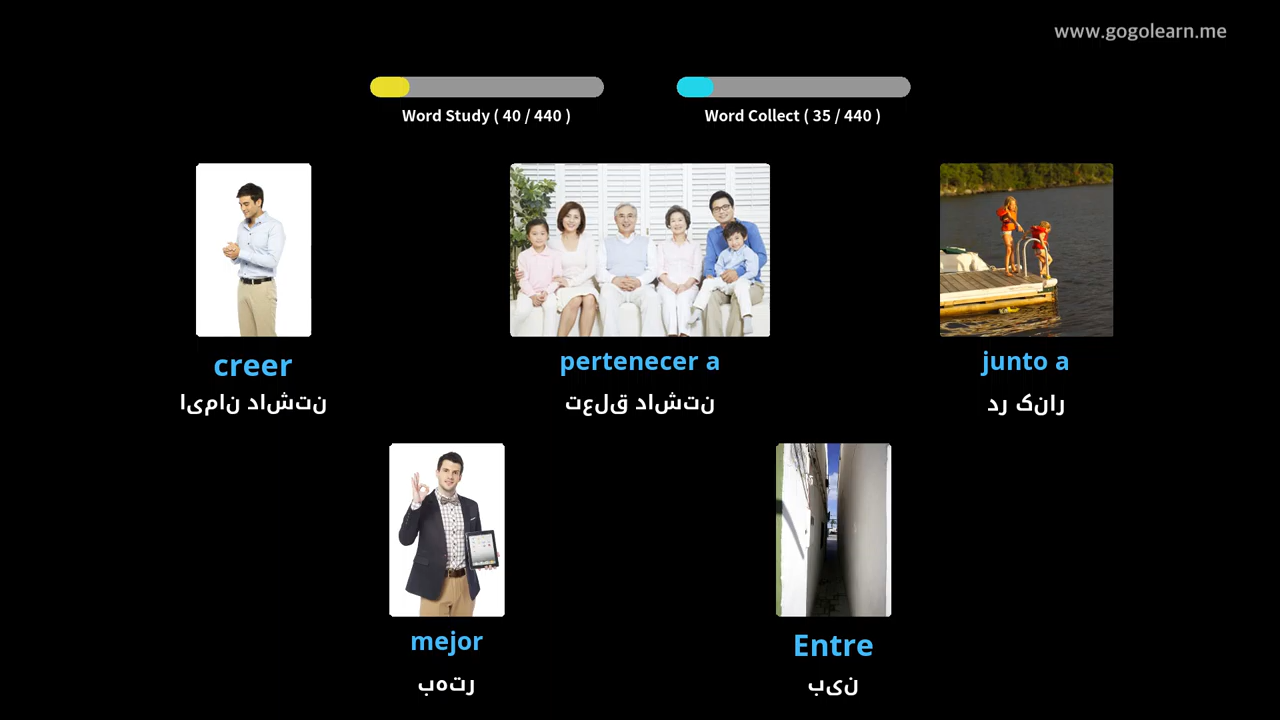 www.gogolearn.me
Word Study ( 40 / 440 )
Word Collect ( 35 / 440 )
creer
ایمان داشتن
pertenecer a
تعلق داشتن
junto a
در کنار
mejor
بهتر
Entre
بین